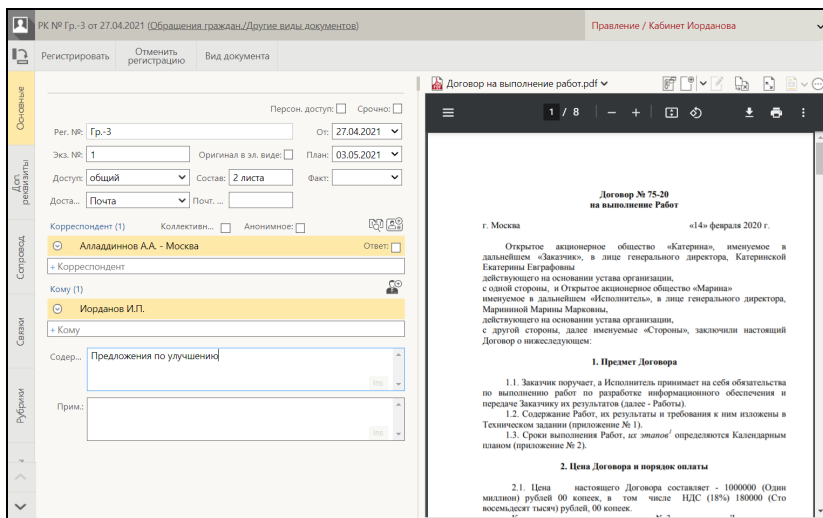 РК № Гр.-3 от 27.04.2021 (Обращения граждан./Другие виды документов)
Правление / Кабинет Иорданова
Регистрировать
Отменить
регистрацию
Вид документа
Основные
Доп.
реквизиты
Сопровод.
Связки
Рубрики
Персон. доступ:
Срочно:
Рег. №: Гр.-3
От: 27.04.2021
Экз. №: 1
Оригинал в эл. виде:
План: 03.05.2021
Доступ: общий
Состав: 2 листа
Факт:
Доста... Почта
Почт. ...
Корреспондент (1)
Коллективн...
Анонимное:
Алладдиннов А.А. - Москва
Ответ:
+ Корреспондент
Кому (1)
Иорданов И.П.
+ Кому
Содер... Предложения по улучшению
Ins
Прим.:
Ins
Договор на выполнение работ.pdf
1 / 8
Договор № 75-20
на выполнение Работ
г. Москва «14» февраля 2020 г.
Открытое акционерное общество «Катерина», именуемое в
дальнейшем «Заказчик», в лице генерального директора, Катеринской
Екатерины Евграфовны
действующего на основании устава организации,
с одной стороны, и Открытое акционерное общество «Марина»
именуемое в дальнейшем «Исполнитель», в лице генерального директора,
Марининой Марины Марковны,
действующего на основании устава организации,
с другой стороны, далее именуемые «Стороны», заключили настоящий
Договор о нижеследующем:
1. Предмет Договора
1.1. Заказчик поручает, а Исполнитель принимает на себя обязательства
по выполнению работ по разработке информационного обеспечения и
передаче Заказчику их результатов (далее - Работы).
1.2. Содержание Работ, их результаты и требования к ним изложены в
Техническом задании (приложение № 1).
1.3. Сроки выполнения Работ, их этапов¹ определяются Календарным
планом (приложение № 2).
2. Цена Договора и порядок оплаты
2.1. Цена настоящего Договора составляет - 1000000 (Один
миллион) рублей 00 копеек, в том числе НДС (18%) 180000 (Сто
восемьдесят тысяч) рублей, 00 копеек.